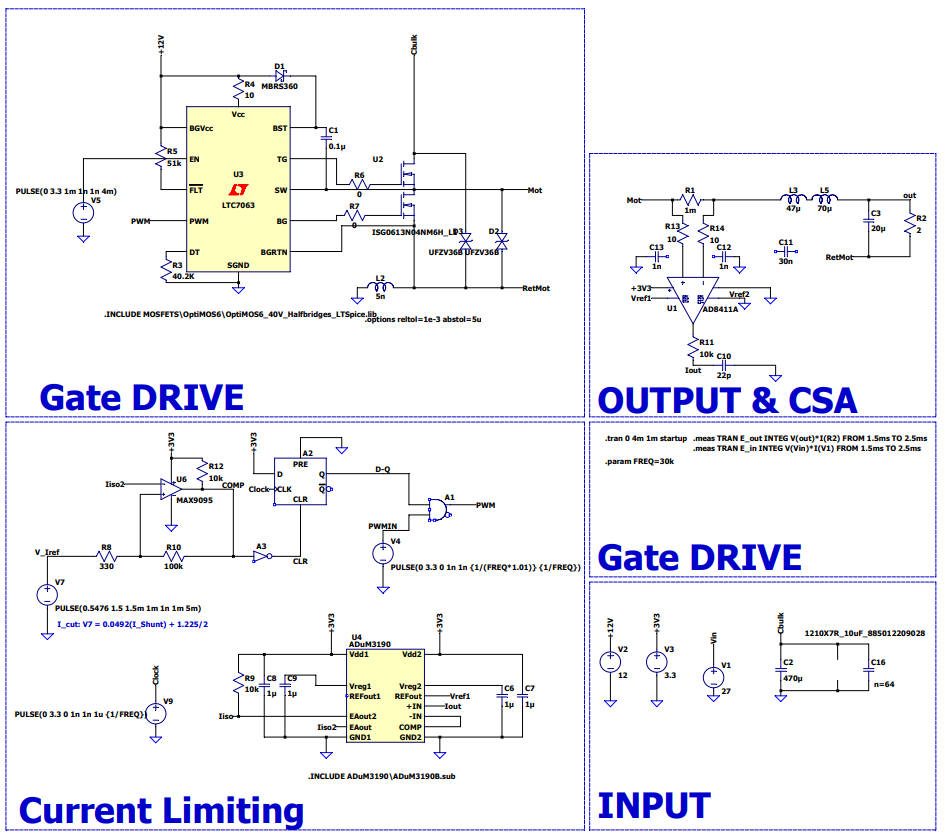 +12V
Cbulk
D1
MBRS360
R4
10
Vcc
BGVcc
BST
C1
0.1µ
R5
51k
EN
TG
U2
U3
R6
0
FLT
SW
Mot
PULSE(0 3.3 1m 1n 1n 4m)
V5
LTC7063
R7
0
PWM
PWM
BG
ISG0613N04NM6H_L
D3
D2
DT
BGRTN
UFZV36B
UFZV36B
R3
40.2K
SGND
L2
5n
RetMot
.INCLUDE MOSFETS\OptiMOS6\OptiMOS6_40V_Halfbridges_LTSpice.lib
.options reltol=1e-3 abstol=5u
Gate DRIVE
Mot
R1
1m
L3
47µ
L5
70µ
out
R13
10
R14
10
C3
20µ
R2
2
C13
1n
C12
1n
C11
30n
RetMot
+3V3
Vref1
Vref2
U1
AD8411A
R11
10k
Iout
C10
22p
OUTPUT & CSA
+3V3
+3V3
A2
PRE
R12
10k
D
Q
D-Q
Iiso2
U6
COMP
Clock
CLK
Q
MAX9095
CLR
A1
PWM
PWMIN
V_Iref
R8
330
R10
100k
A3
CLR
V4
PULSE(0 3.3 0 1n 1n {1/(FREQ*1.01)} {1/FREQ})
V7
PULSE(0.5476 1.5 1.5m 1m 1n 1m 5m)
I_cut: V7 = 0.0492(I_Shunt) + 1.225/2
+3V3
+3V3
U4
ADuM3190
Vdd1
Vdd2
Clock
R9
10k
C8
1µ
C9
1µ
Vreg1
Vreg2
C6
1µ
C7
1µ
REFout1
REFout
Vref1
+IN
Iout
V9
PULSE(0 3.3 0 1n 1n 1u {1/FREQ})
Iiso
EAout2
-IN
Iiso2
EAout
COMP
GND1
GND2
.INCLUDE ADuM3190\ADuM3190B.sub
Current Limiting
.tran 0 4m 1m startup
.meas TRAN E_out INTEG V(out)*I(R2) FROM 1.5ms TO 2.5ms
.meas TRAN E_in INTEG V(Vin)*I(V1) FROM 1.5ms TO 2.5ms
.param FREQ=30k
Gate DRIVE
+12V
+3V3
Vin
Cbulk
1210X7R_10uF_885012209028
V2
12
V3
3.3
V1
27
C2
470µ
C16
n=64
INPUT